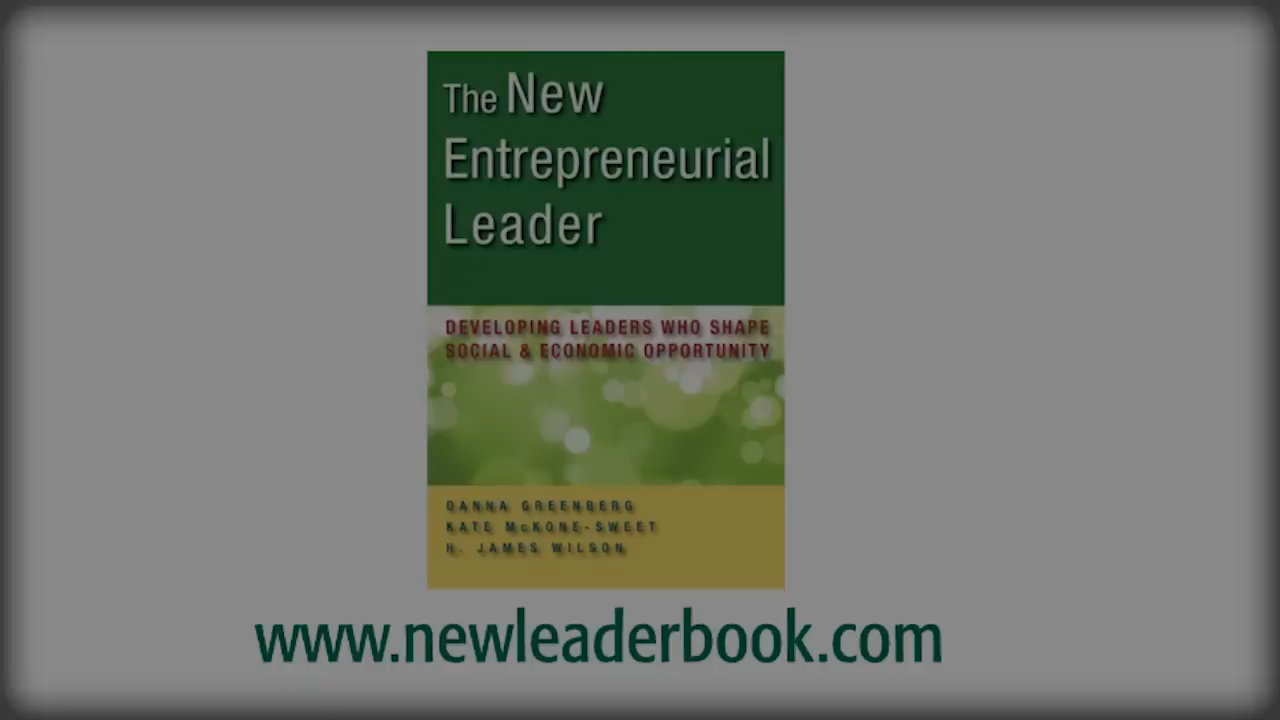 The New
Entrepreneurial
Leader
DEVELOPING LEADERS WHO SHAPE
SOCIAL & ECONOMIC OPPORTUNITY
DANNA GREENBERG
KATE McKONE-SWEET
H. JAMES WILSON
www.newleaderbook.com